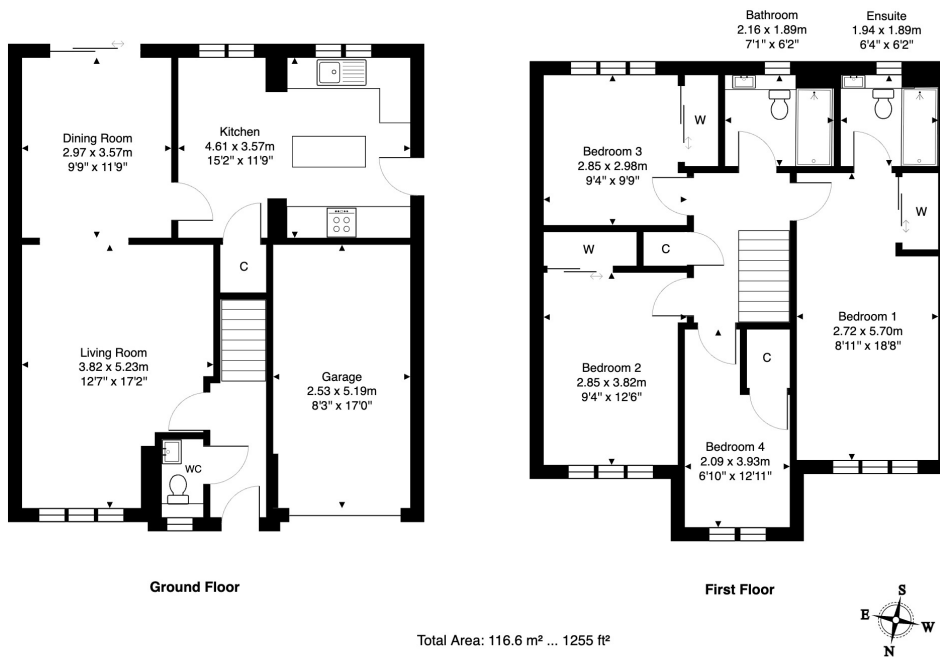 Bathroom
2.16 x 1.89m
7'1" x 6'2"
Ensuite
1.94 x 1.89m
6'4" x 6'2"
Dining Room
2.97 x 3.57m
9'9" x 11'9"
Kitchen
4.61 x 3.57m
15'2" x 11'9"
C
Living Room
3.82 x 5.23m
12'7" x 17'2"
Garage
2.53 x 5.19m
8'3" x 17'0"
WC
Bedroom 3
2.85 x 2.98m
9'4" x 9'9"
W
W
W
C
Bedroom 1
2.72 x 5.70m
8'11" x 18'8"
Bedroom 2
2.85 x 3.82m
9'4" x 12'6"
C
Bedroom 4
2.09 x 3.93m
6'10" x 12'11"
Ground Floor
First Floor
Total Area: 116.6 m² ... 1255 ft²
S
E
W
N